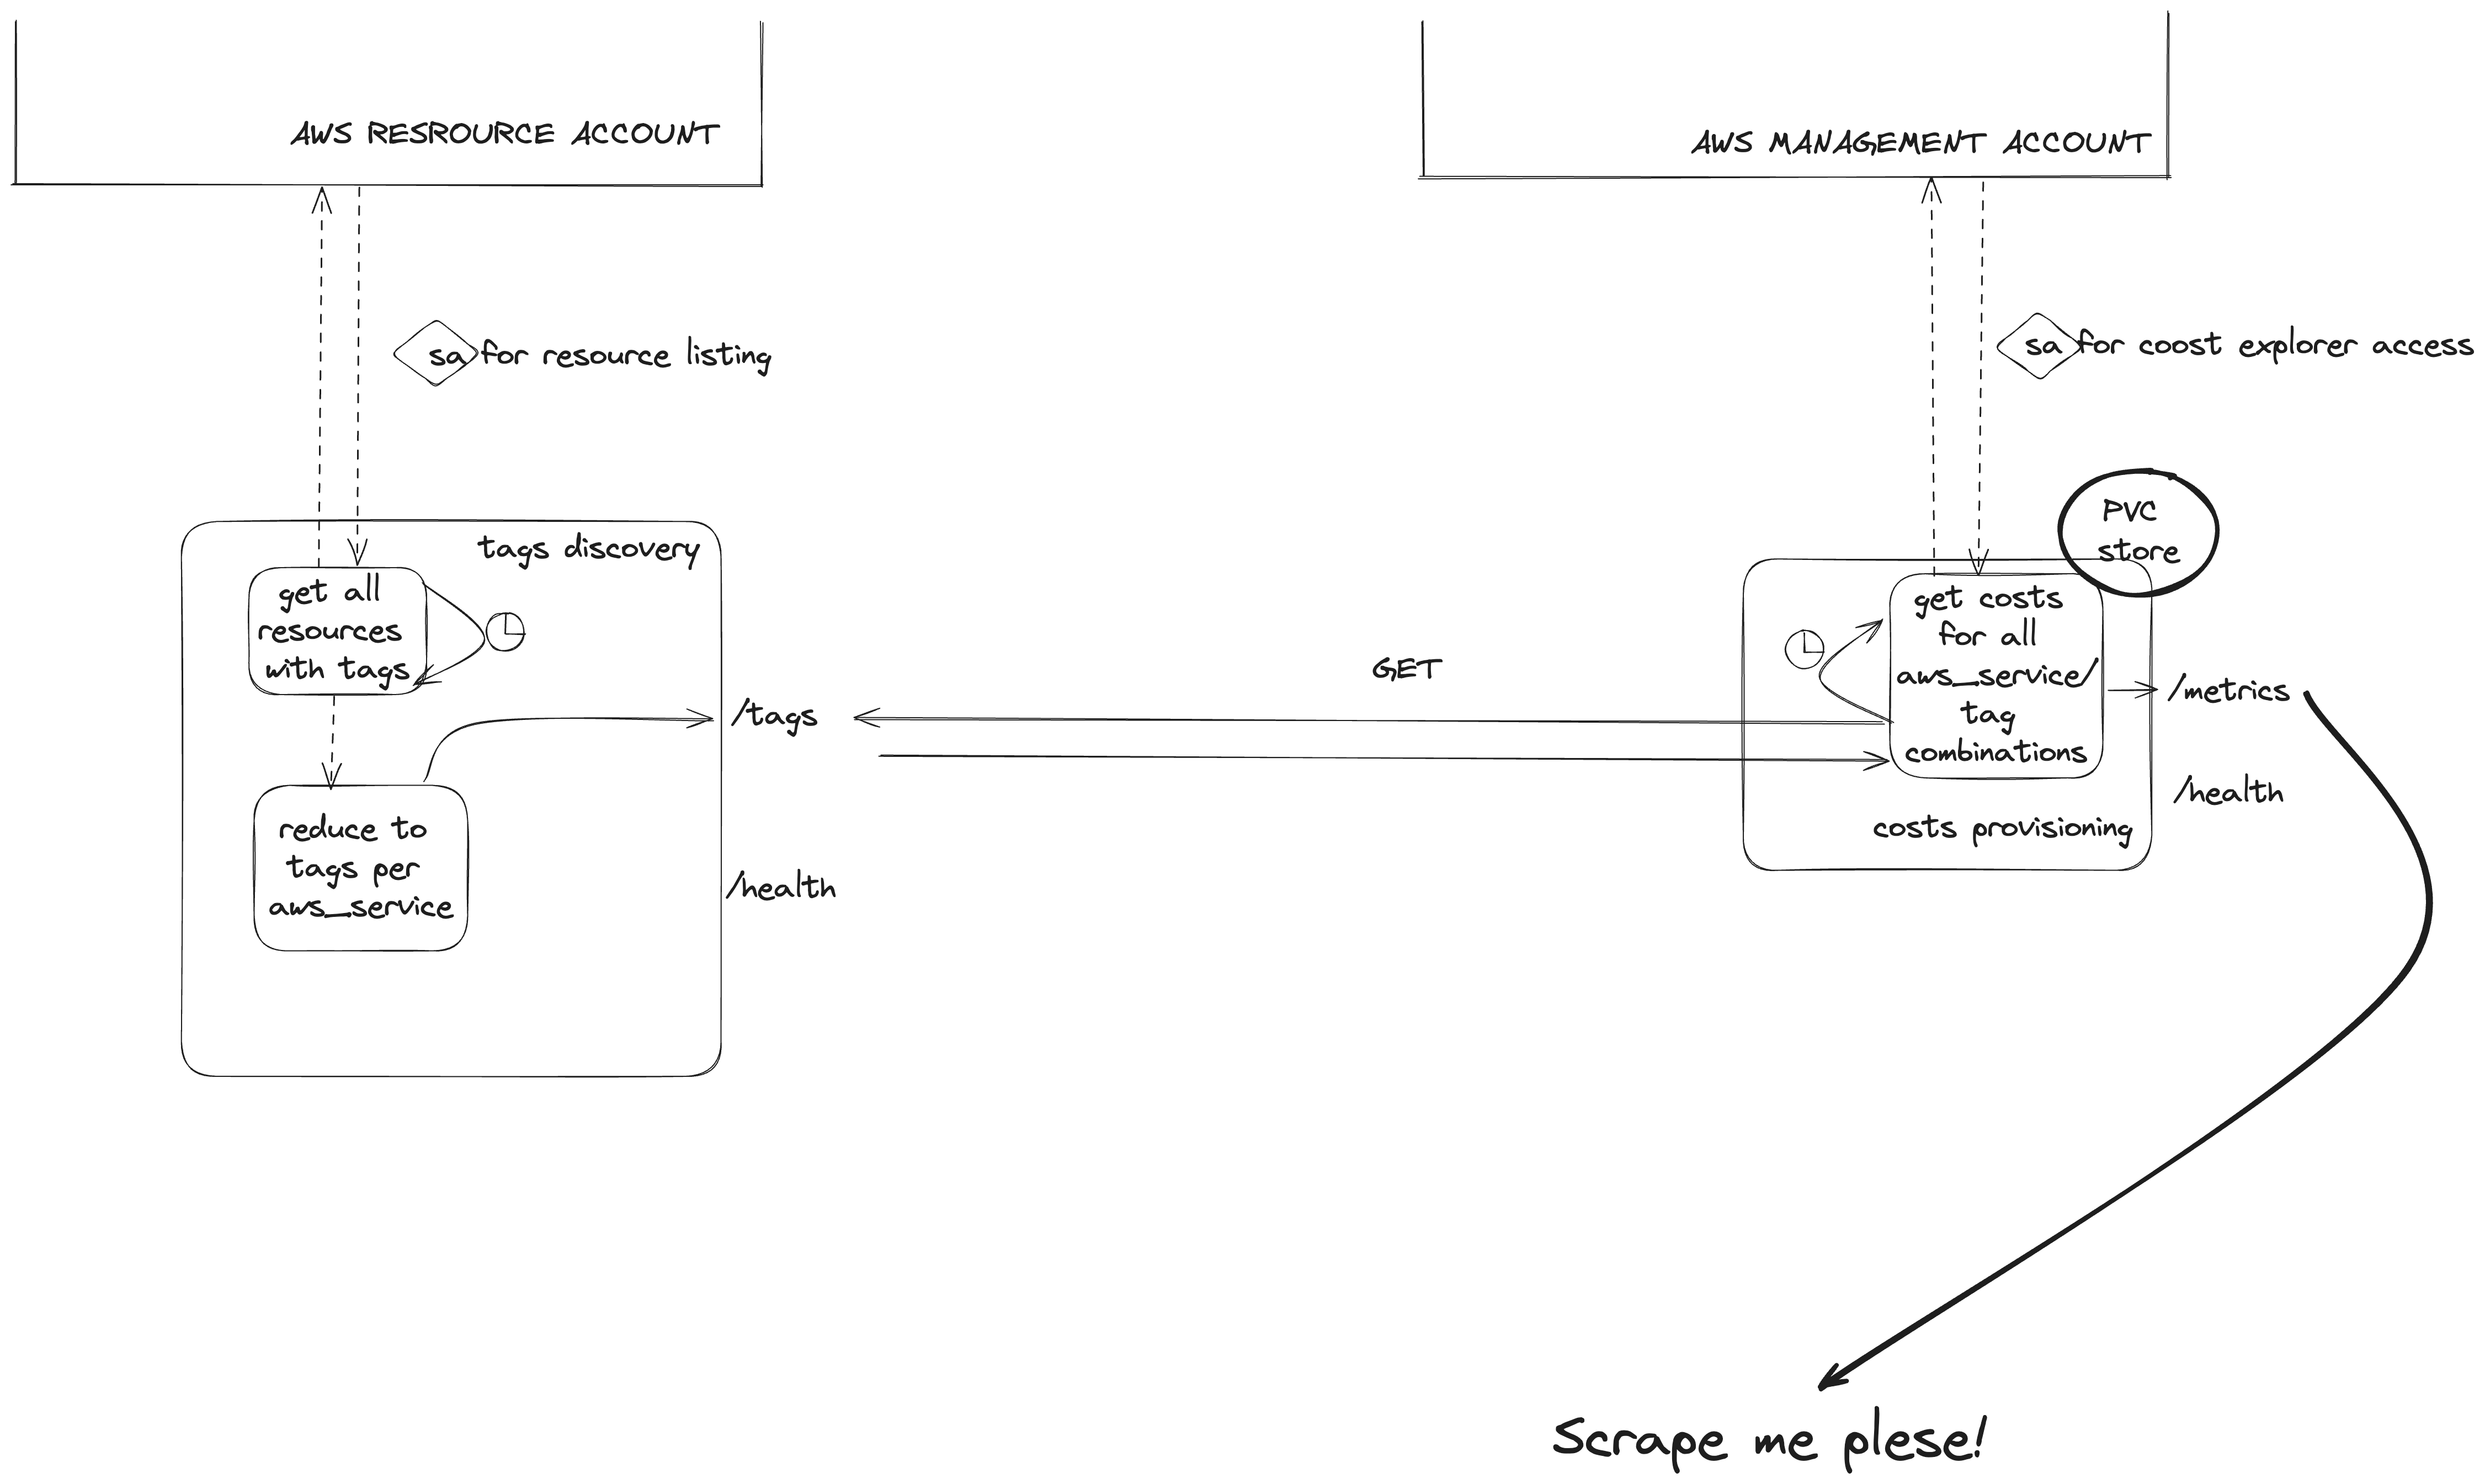 AWS RESROURCE ACCOUNT
AWS MANAGEMENT ACCOUNT
sa for resource listing
sa for coost explorer access
PVC
store
tags discovery
get all
resources
with tags
get costs
for all
aws_service/
tag
combinations
GET
/tags
/metrics
/health
reduce to
tags per
aws_service
costs provisioning
/health
Scrape me plese!